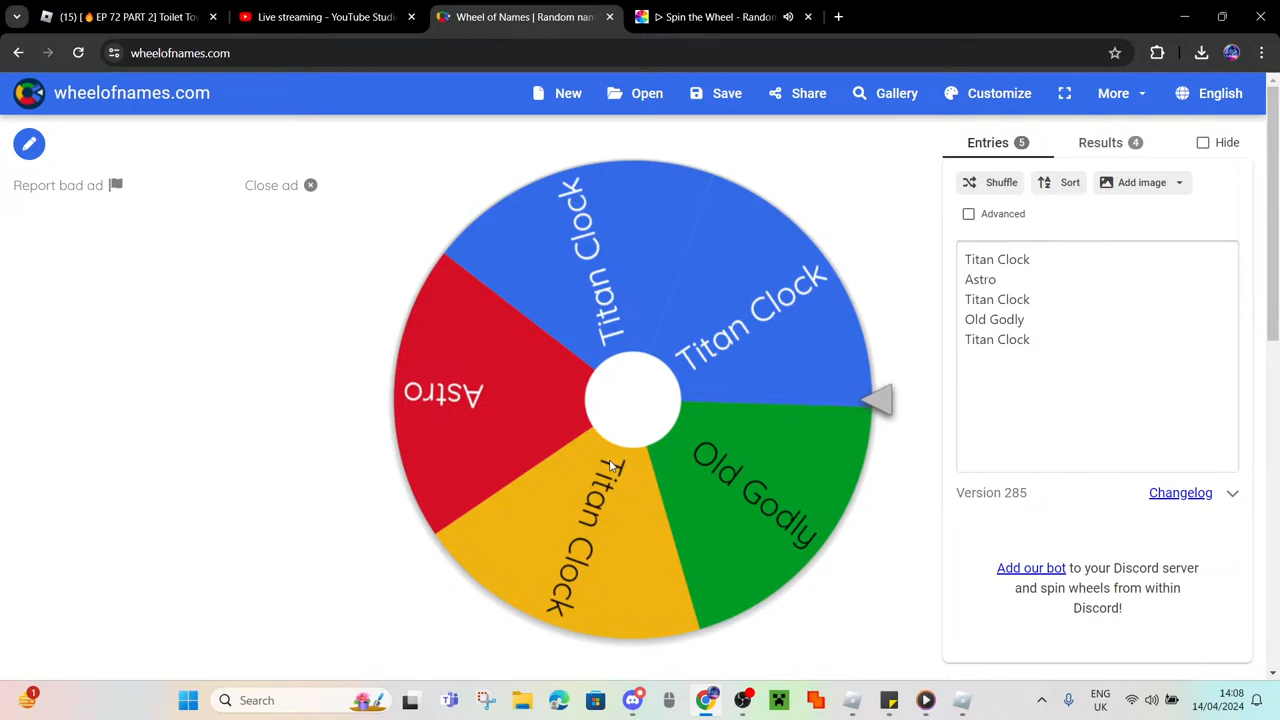 (15) [🔥EP 72 PART 2] Toilet To
Live streaming - YouTube Studi
Wheel of Names | Random nam
▷ Spin the Wheel - Random
wheelofnames.com
wheelofnames.com
New
Open
Save
Share
Gallery
Customize
More
English
Report bad ad
Close ad
Entries 5
Results 4
Hide
Shuffle
Sort
Add image
Advanced
Titan Clock
Astro
Titan Clock
Old Godly
Titan Clock
Titan Clock
Titan Clock
Astro
Titan Clock
Old Godly
Version 285
Changelog
Add our bot to your Discord server
and spin wheels from within
Discord!
1
Search
ENG
UK
14:08
14/04/2024